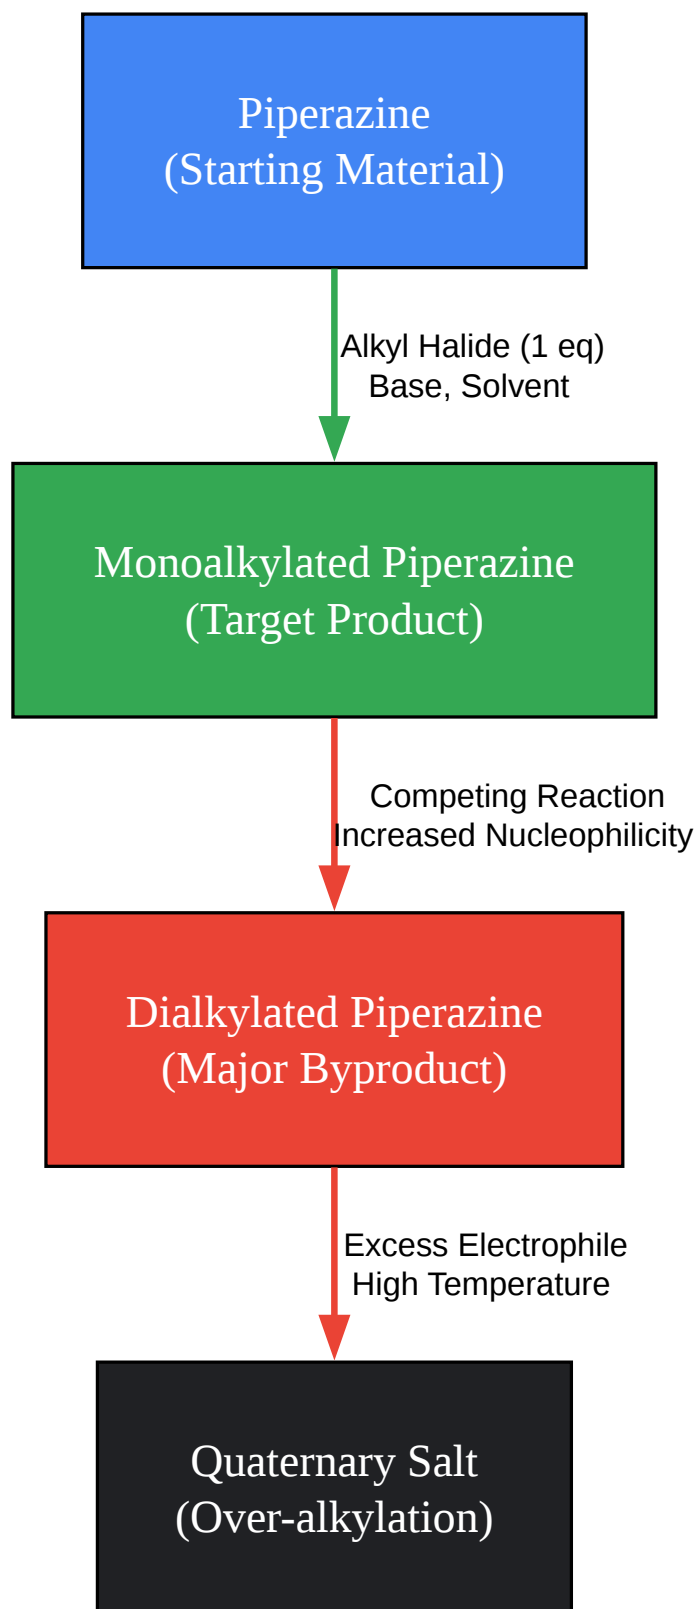 Piperazine
(Starting Material)
Alkyl Halide (1 eq)
Base, Solvent
Monoalkylated Piperazine
(Target Product)
Competing Reaction
Increased Nucleophilicity
Dialkylated Piperazine
(Major Byproduct)
Excess Electrophile
High Temperature
Quaternary Salt
(Over-alkylation)